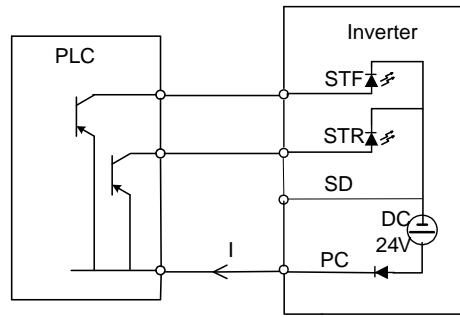 Inverter
PLC
STF
STR
SD
DC
24V
I
PC